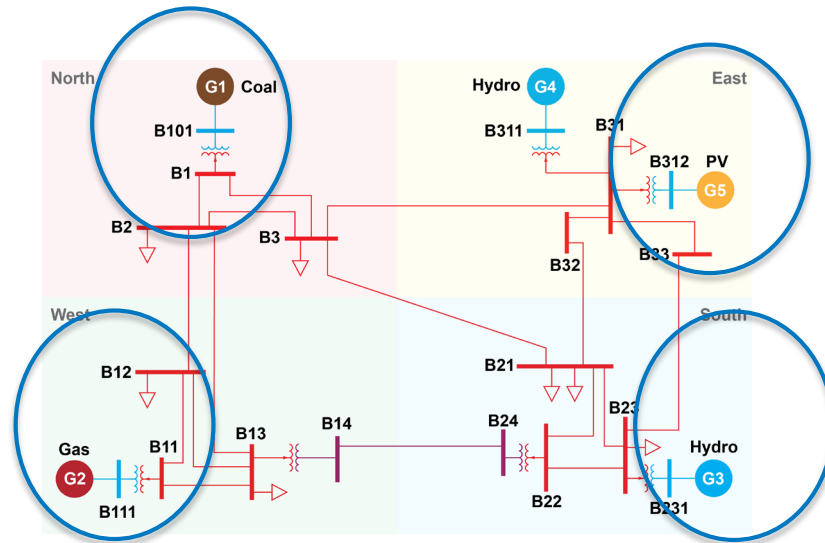 North
G1
Coal
Hydro
G4
East
B101
B311
B31
B312
PV
B1
G5
B2
B3
B32
B33
West
South
B12
B21
Gas
B13
B14
B24
B23
Hydro
B11
G2
G3
B111
B22
B231